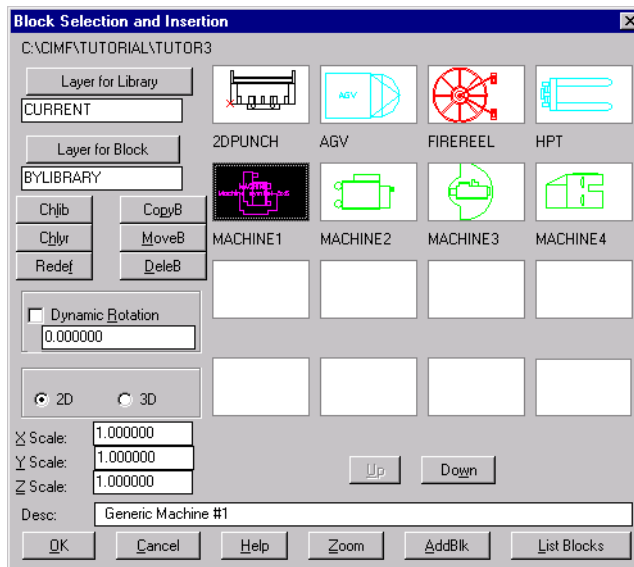 Block Selection and Insertion
C:\CIMF\TUTORIAL\TUTOR3
Layer for Library
CURRENT
Layer for Block
BYLIBRARY
Chlib
CopyB
Chlyr
MoveB
Redef
DeleB
Dynamic Rotation
0.000000
2D
3D
X Scale:
1.000000
Y Scale:
1.000000
Z Scale:
1.000000
AGV
2DPUNCH
AGV
FIREREEL
HPT
MACHINE1
MACHINE2
MACHINE3
MACHINE4
Up
Down
Desc:
Generic Machine #1
OK
Cancel
Help
Zoom
AddBlk
List Blocks